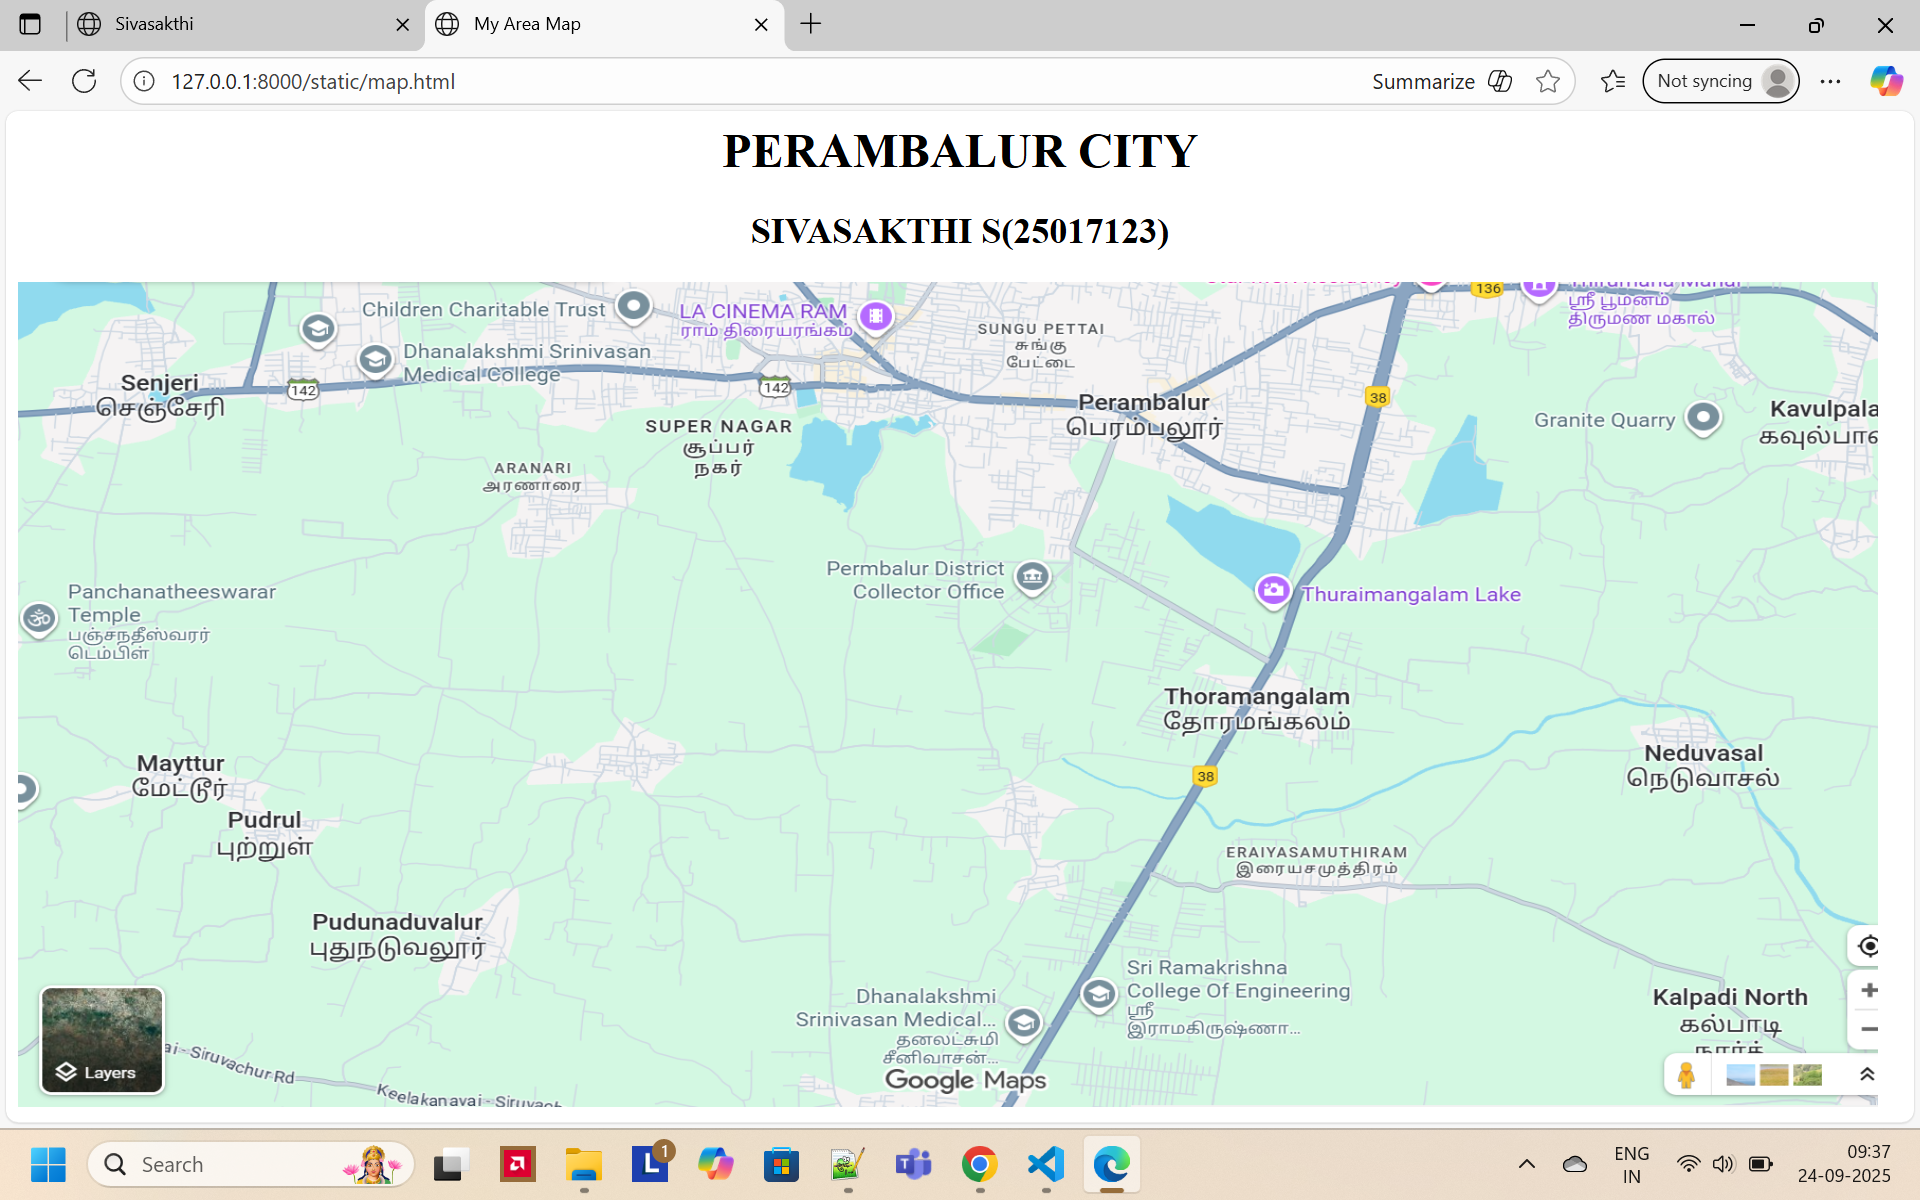 Sivasakthi
My Area Map
127.0.0.1:8000/static/map.html
Summarize
Not syncing
PERAMBALUR CITY
SIVASAKTHI S(25017123)
136
ஸ்ரீ பூமனம்
திருமண மகால்
Children Charitable Trust
LA CINEMA RAM
ராம் திரையரங்கம்
SUNGU PETTAI
சுங்கு
பேட்டை
Dhanalakshmi Srinivasan
Medical College
Senjeri
செஞ்சேரி
142
142
38
Perambalur
பெரம்பலூர்
Granite Quarry
Kavulpala
கவுல்பா
SUPER NAGAR
சூப்பர்
நகர்
ARANARI
அரணாரை
Permbalur District
Collector Office
Thuraimangalam Lake
Panchanatheeswarar
Temple
பஞ்சநதீஸ்வரர்
டெம்பிள்
Thoramangalam
தோரமங்கலம்
Neduvasal
நெடுவாசல்
Mayttur
மேட்டூர்
38
Pudrul
புற்றுள்
ERAIYASAMUTHIRAM
இரையசமுத்திரம்
Pudunaduvalur
புதுநடுவலூர்
Sri Ramakrishna
College Of Engineering
ஸ்ரீ
இராமகிருஷ்ணா...
Dhanalakshmi
Srinivasan Medical...
தனலட்சுமி
சீனிவாசன்...
Kalpadi North
கல்பாடி
Layers
ai - Siruvachur Rd
Google Maps
Search
1
ENG
IN
09:37
24-09-2025